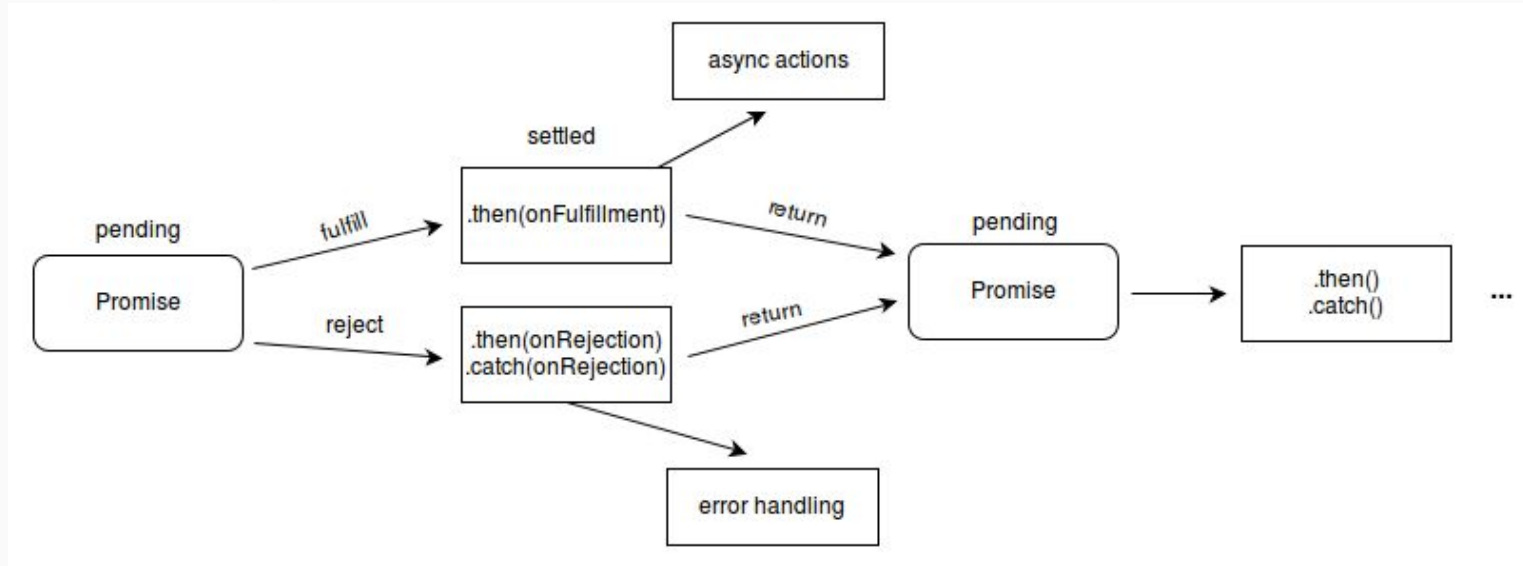 async actions
settled
.then(onFulfillment)
return
pending
fulfill
pending
Promise
Promise
.then()
.catch()
...
reject
.then(onRejection)
.catch(onRejection)
return
error handling